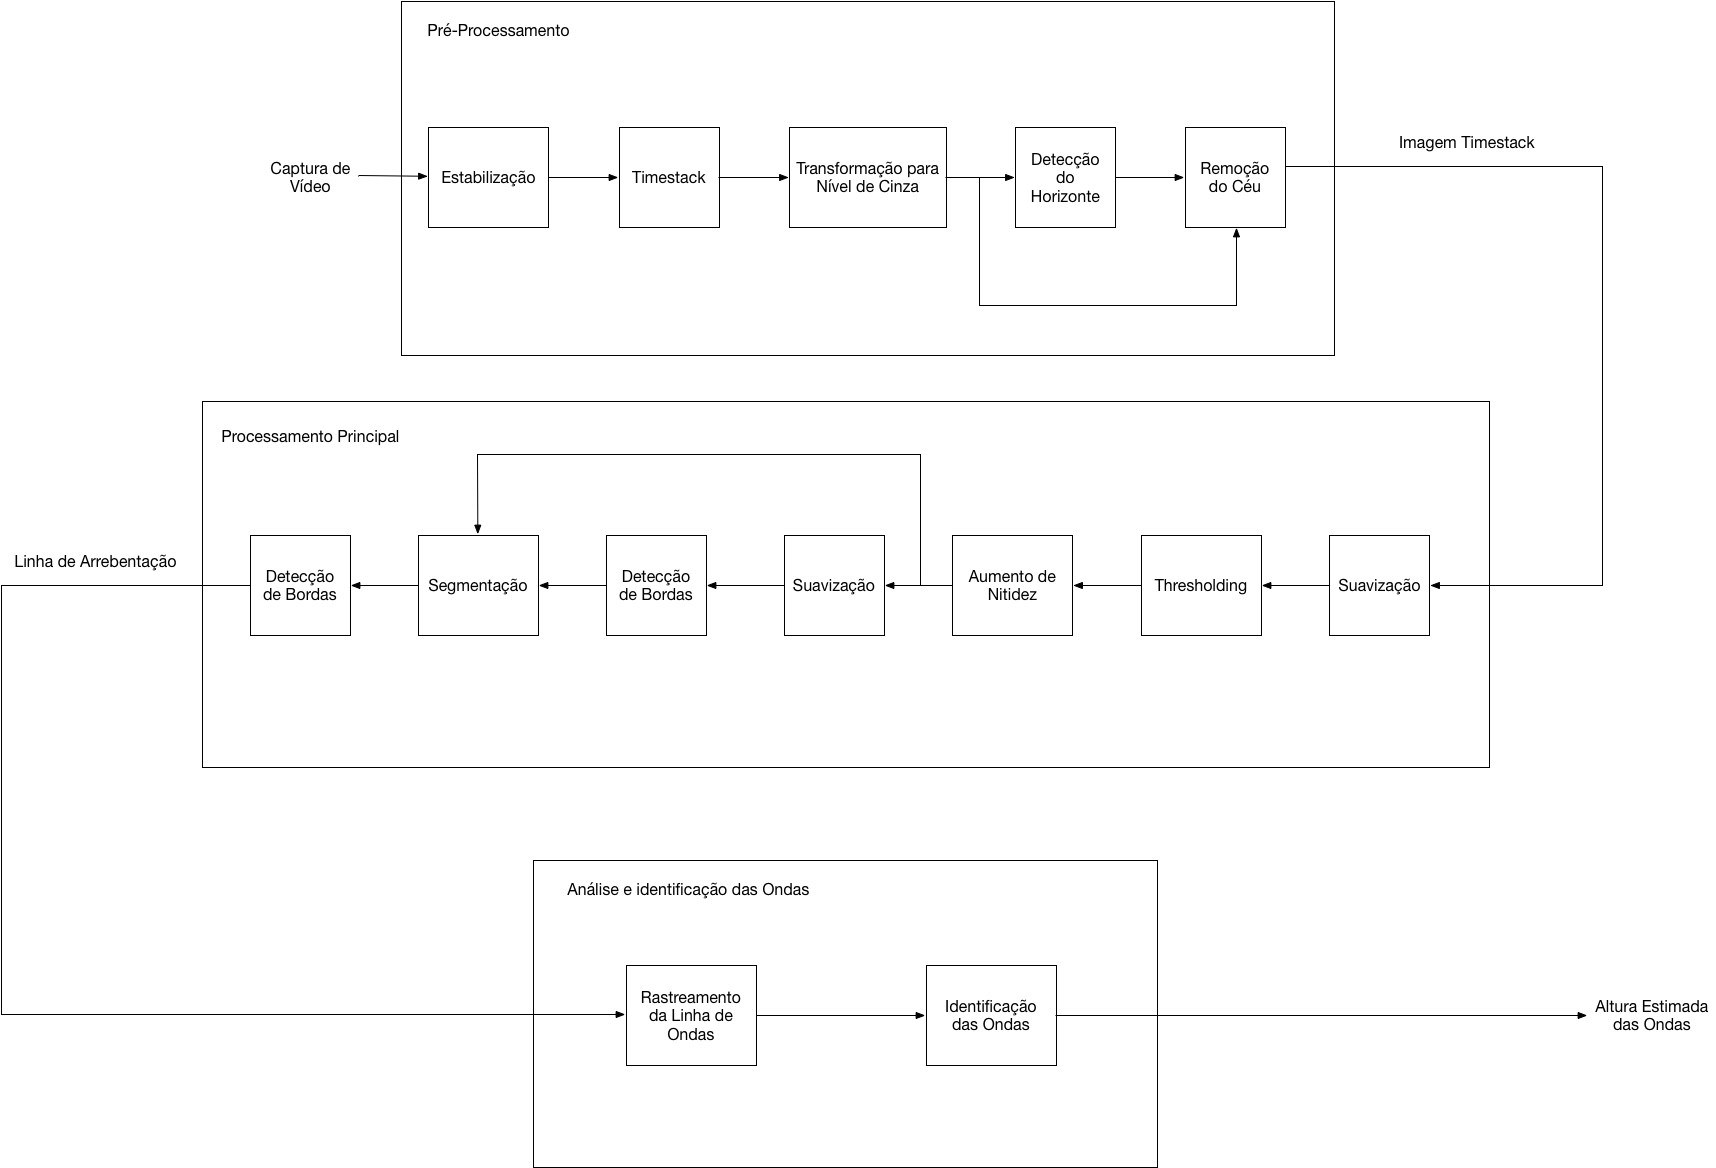 Pré-Processamento
Captura de
Vídeo
Estabilização
Timestack
Transformação para
Nível de Cinza
Detecção
do
Horizonte
Remoção
do Céu
Imagem Timestack
Processamento Principal
Linha de Arrebentação
Detecção
de Bordas
Segmentação
Detecção
de Bordas
Suavização
Aumento de
Nitidez
Thresholding
Suavização
Análise e identificação das Ondas
Rastreamento
da Linha de
Ondas
Identificação
das Ondas
Altura Estimada
das Ondas